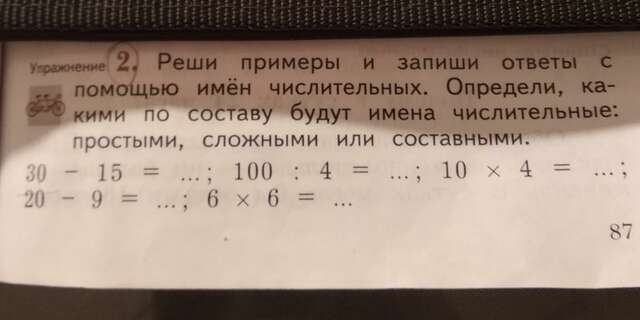 Упражнение 2. Реши примеры и запиши ответы с
помощью имён числительных. Определи, ка-
кими по составу будут имена числительные:
простыми, сложными или составными.
30 − 15 = ...; 100 : 4 = ...; 10 × 4 = ...;
20 − 9 = ...; 6 × 6 = ...
87